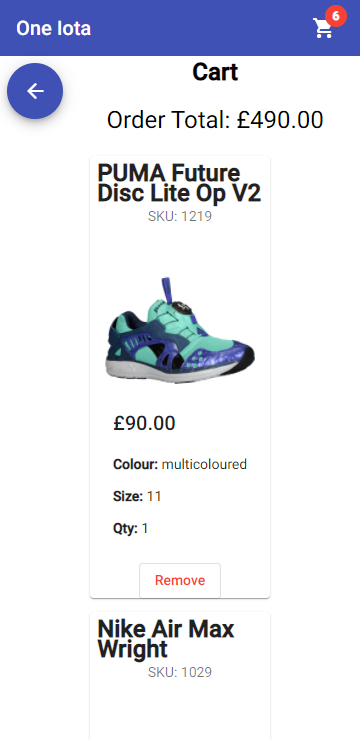 One Iota
6
Cart
Order Total: £490.00
PUMA Future
Disc Lite Op V2
SKU: 1219
£90.00
Colour: multicoloured
Size: 11
Qty: 1
Remove
Nike Air Max
Wright
SKU: 1029